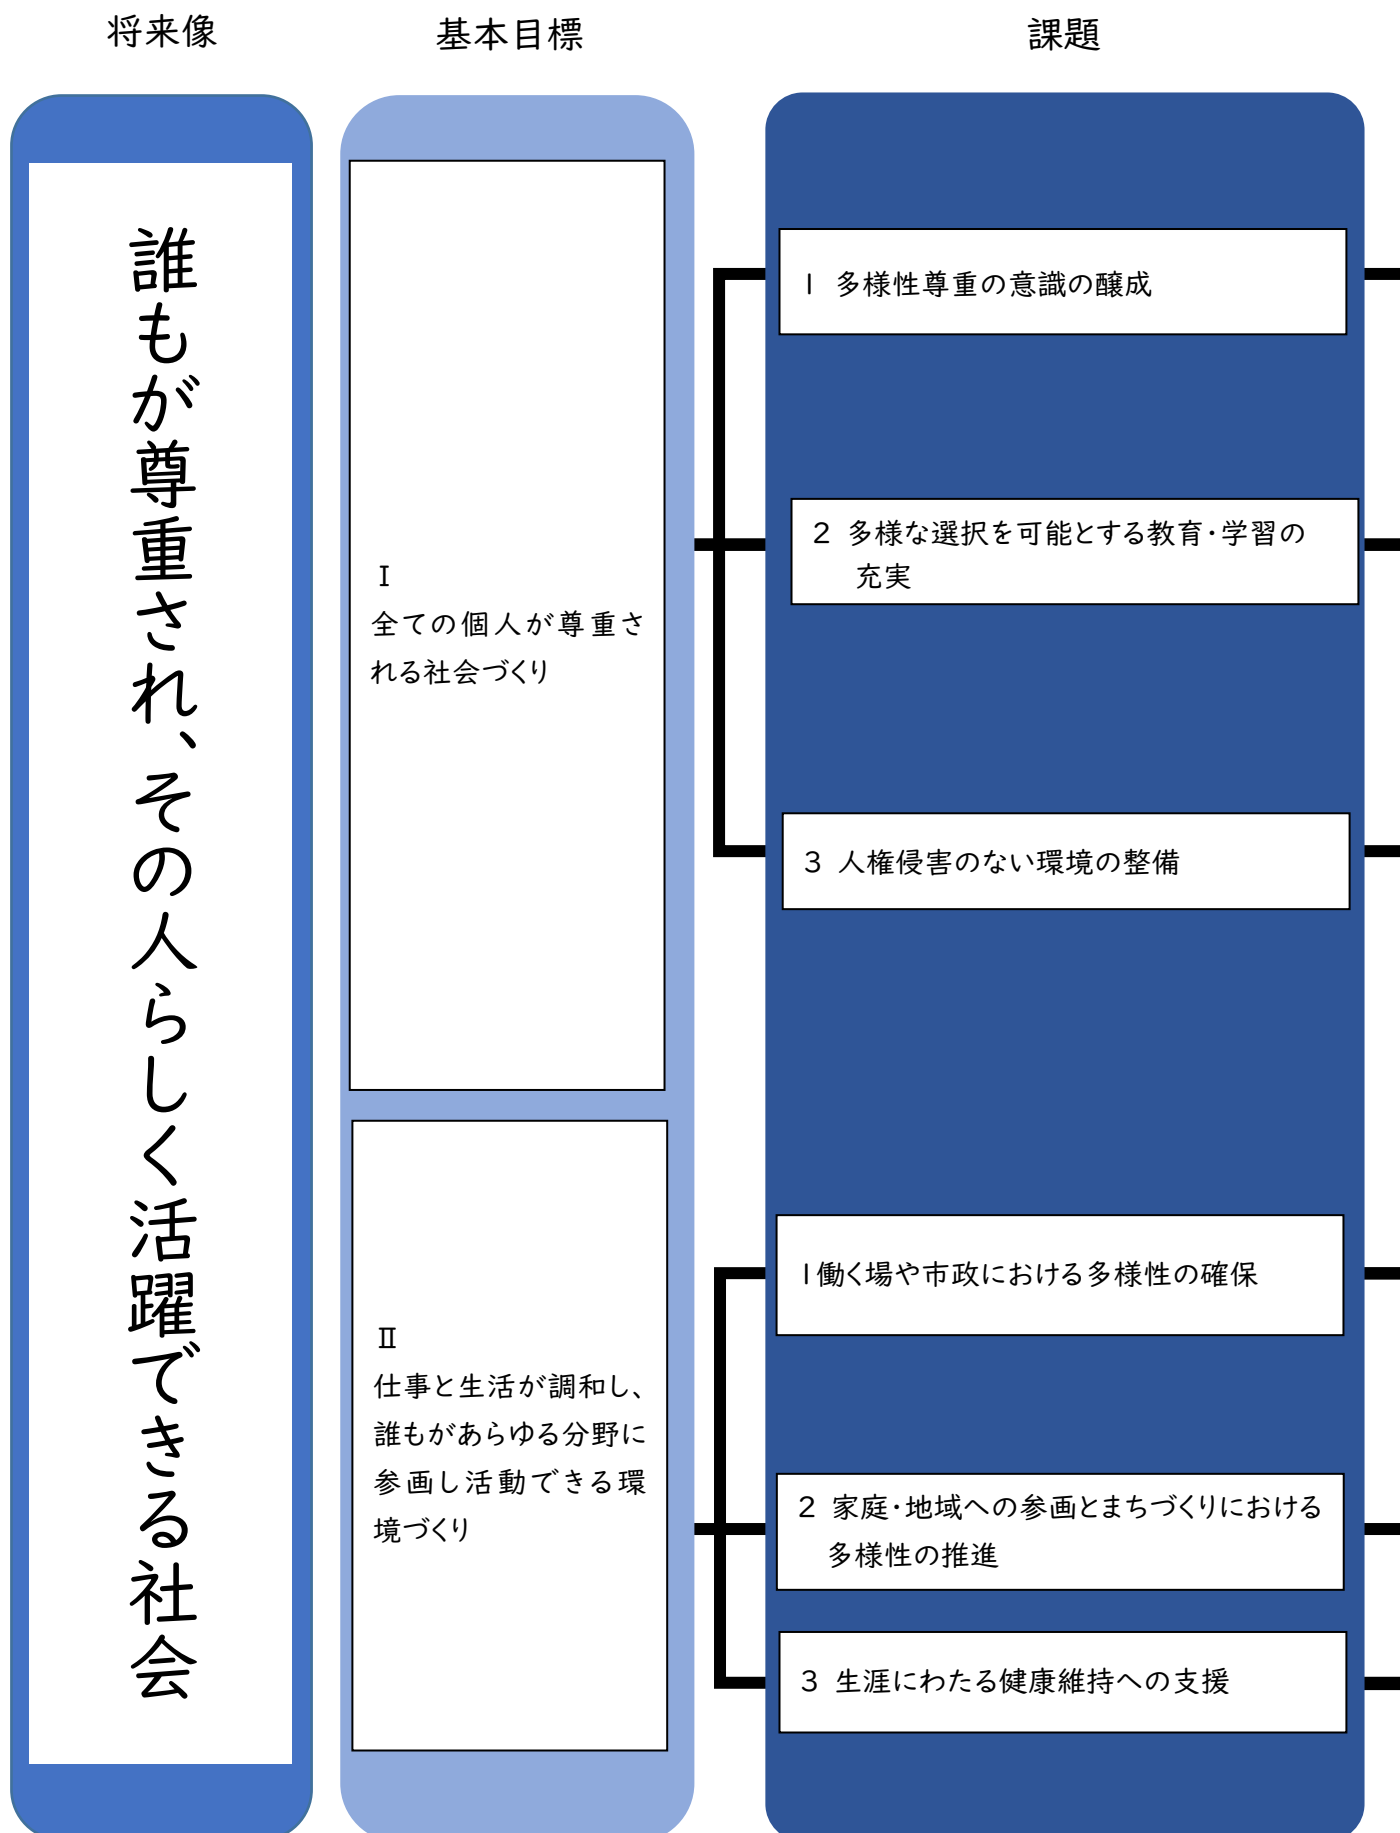 将来像
基本目標
課題
誰もが尊重され、その人らしく活躍できる社会
Ⅰ
全ての個人が尊重さ
れる社会づくり
1 多様性尊重の意識の醸成
2 多様な選択を可能とする教育・学習の
充実
3 人権侵害のない環境の整備
Ⅱ
仕事と生活が調和し、
誰もがあらゆる分野に
参画し活動できる環
境づくり
1働く場や市政における多様性の確保
2 家庭・地域への参画とまちづくりにおける
多様性の推進
3 生涯にわたる健康維持への支援